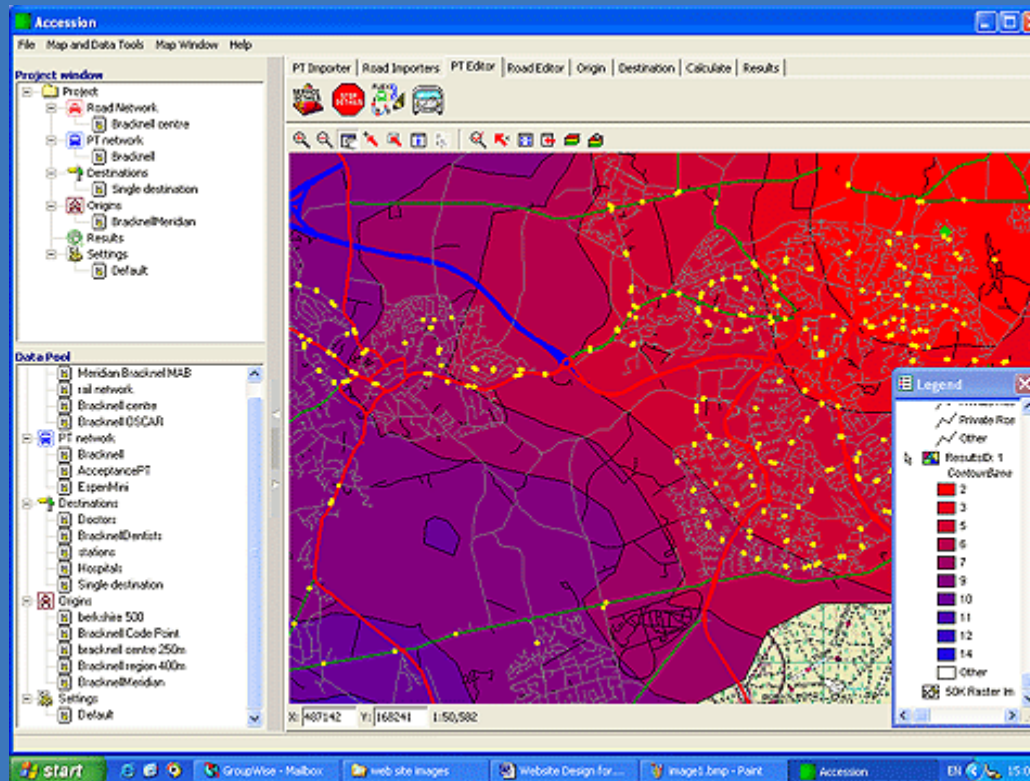 Accession
File Map and Data Tools Map Window Help
Project window
Project
Road Network
Bracknell centre
PT network
Bracknell
Destinations
Single destination
Origins
BracknellMeridian
Results
Settings
Default
Data Pool
Meridian Bracknell MAB
rail network
Bracknell centre
Bracknell OSCAR
PT network
Bracknell
AcceptancePT
EspenMini
Destinations
Doctors
BracknellDentists
stations
Hospitals
Single destination
Origins
berkshire 500
Bracknell Code Point
bracknell centre 250m
Bracknell region 400m
BracknellMeridian
Settings
Default
PT Importer Road Importers PT Editor Road Editor Origin Destination Calculate Results
STOP DETAILS
Legend
Private Roa
Other
ResultsID: 1
ContourBane
2
3
5
6
7
9
10
11
12
14
Other
50K Raster Im
X: 487142 Y: 168241 1:50,582
start GroupWise - Mailbox web site images Website Design for.... image1.bmp - Paint Accession EN